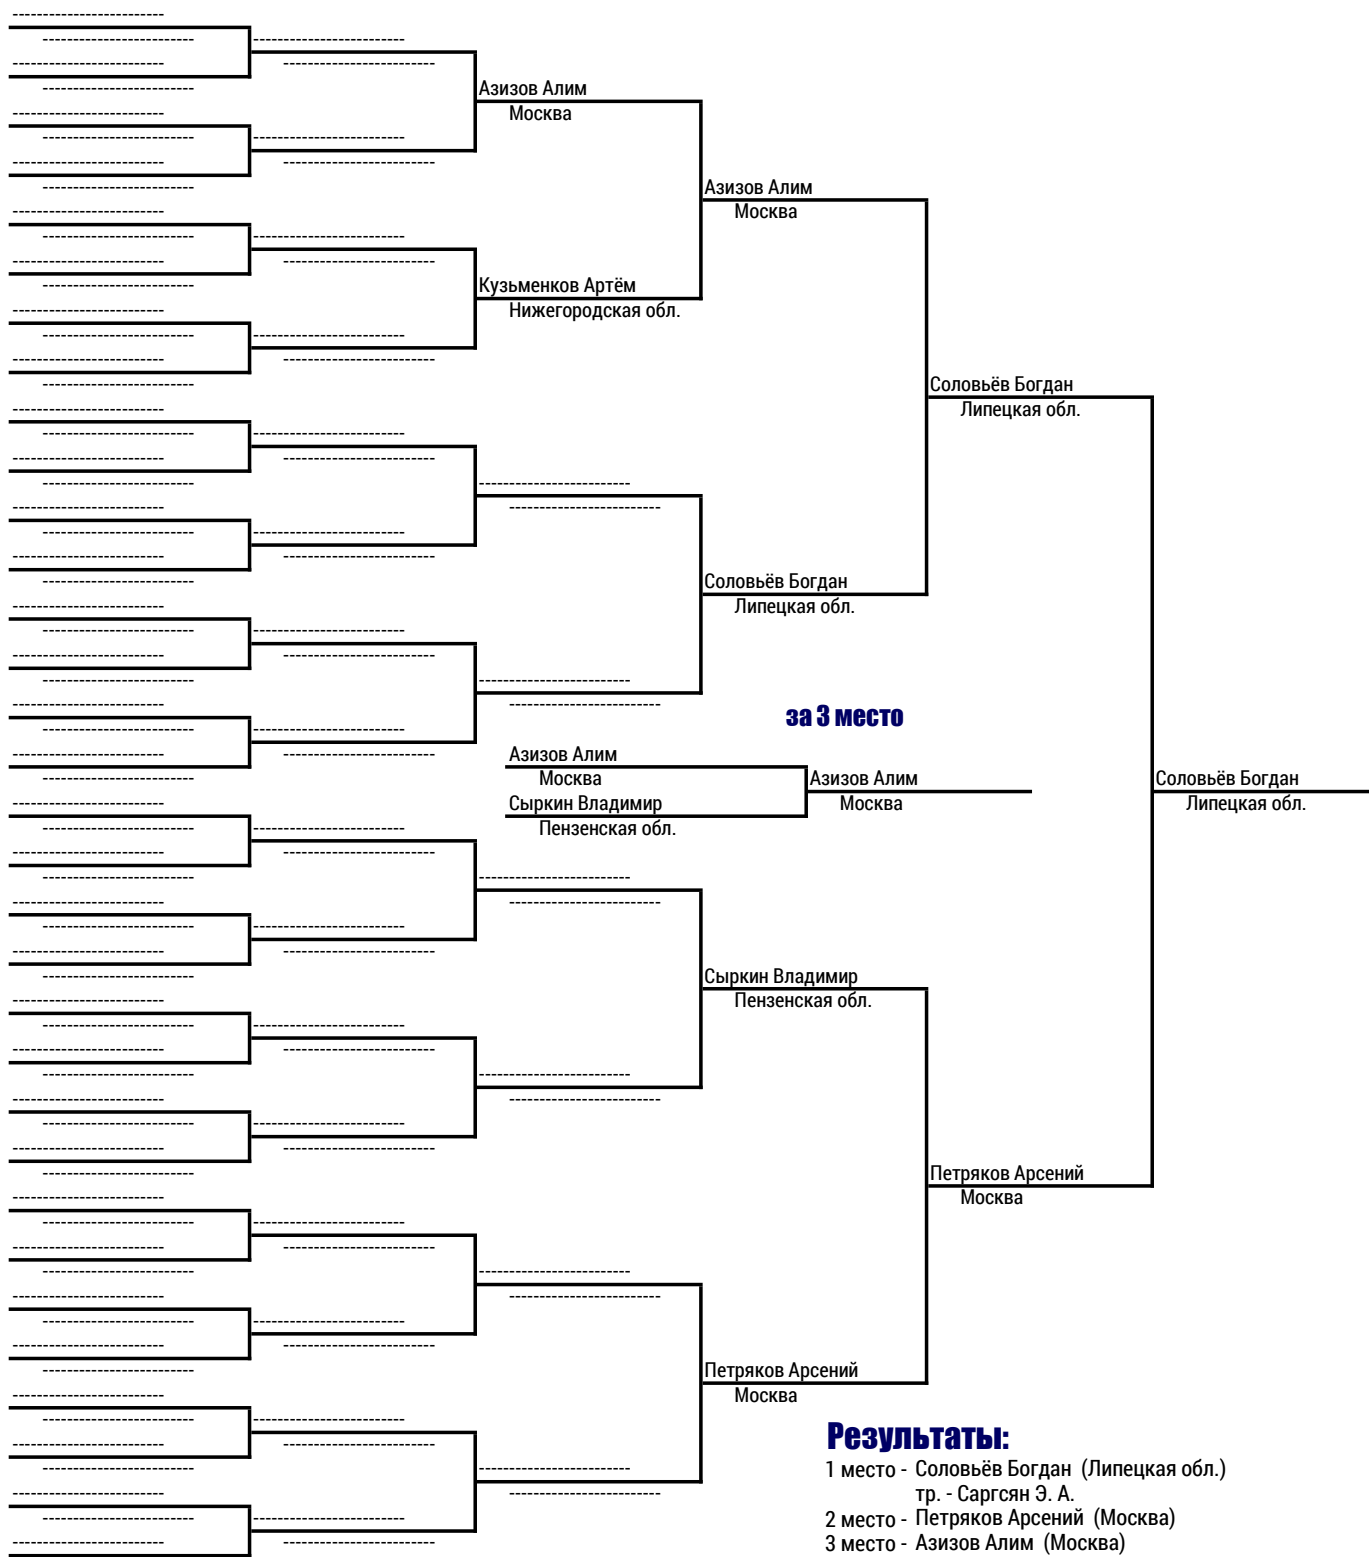 Азизов Алим
Москва
Азизов Алим
Москва
Кузьменков Артём
Нижегородская обл.
Соловьёв Богдан
Липецкая обл.
Соловьёв Богдан
Липецкая обл.
за 3 место
Азизов Алим
Москва
Сыркин Владимир
Пензенская обл.
Азизов Алим
Москва
Соловьёв Богдан
Липецкая обл.
Сыркин Владимир
Пензенская обл.
Петряков Арсений
Москва
Петряков Арсений
Москва
Результаты:
1 место - Соловьёв Богдан (Липецкая обл.)
тр. - Саргсян Э. А.
2 место - Петряков Арсений (Москва)
3 место - Азизов Алим (Москва)